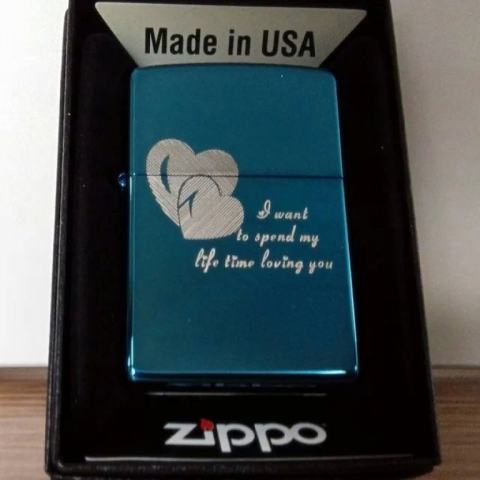 Made in USA
I want
to spend my
life time loving you
zippo